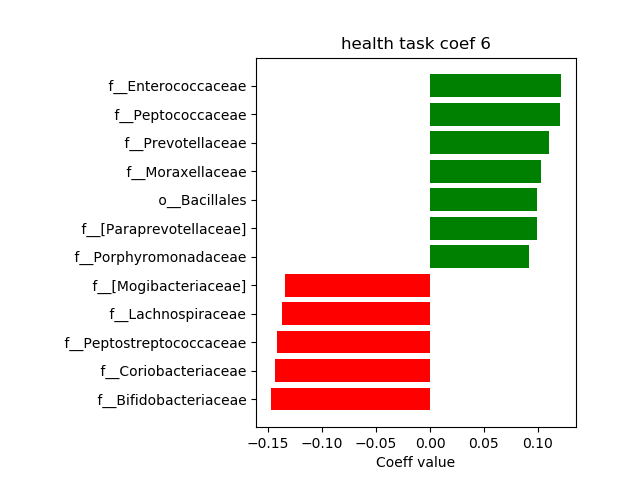 health task coef 6
f__Enterococcaceae
f__Peptococcaceae
f__Prevotellaceae
f__Moraxellaceae
o__Bacillales
f__[Paraprevotellaceae]
f__Porphyromonadaceae
f__[Mogibacteriaceae]
f__Lachnospiraceae
f__Peptostreptococcaceae
f__Coriobacteriaceae
f__Bifidobacteriaceae
−0.15 −0.10 −0.05 0.00 0.05 0.10
Coeff value